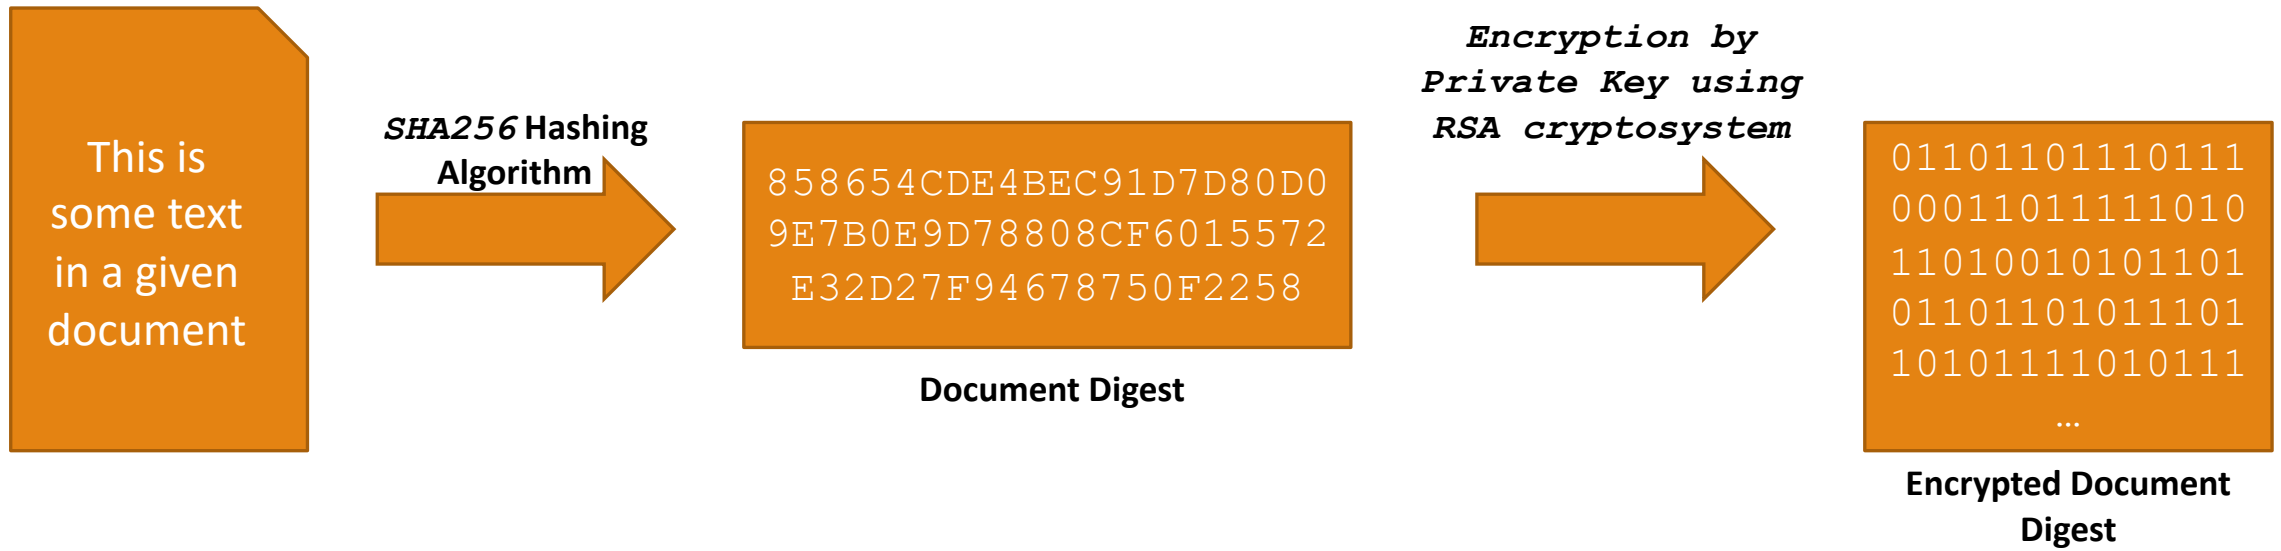 This is
some text
in a given
document
SHA256 Hashing
Algorithm
858654CDE4BEC91D7D80D0
9E7B0E9D78808CF6015572
E32D27F94678750F2258
Document Digest
Encryption by
Private Key using
RSA cryptosystem
01101101110111
00011011111010
11010010101101
01101101011101
10101111010111
...
Encrypted Document
Digest